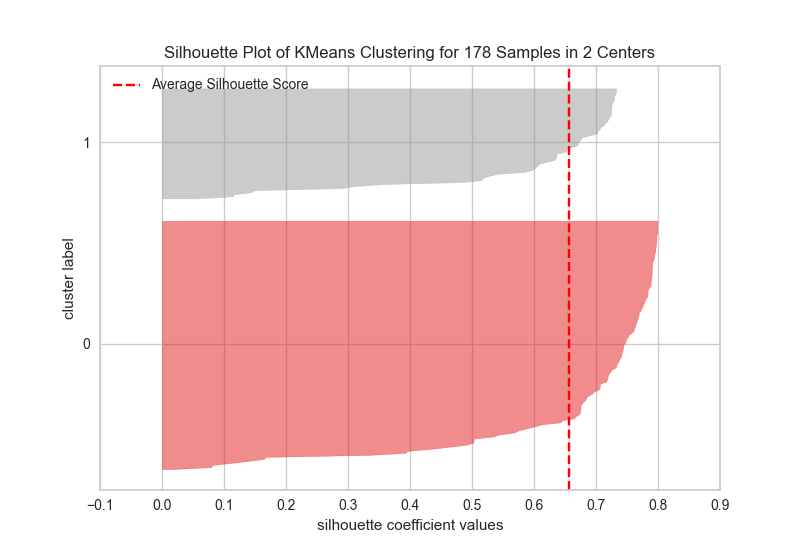 Silhouette Plot of KMeans Clustering for 178 Samples in 2 Centers
Average Silhouette Score
1
0
cluster label
−0.1 0.0 0.1 0.2 0.3 0.4 0.5 0.6 0.7 0.8 0.9
silhouette coefficient values